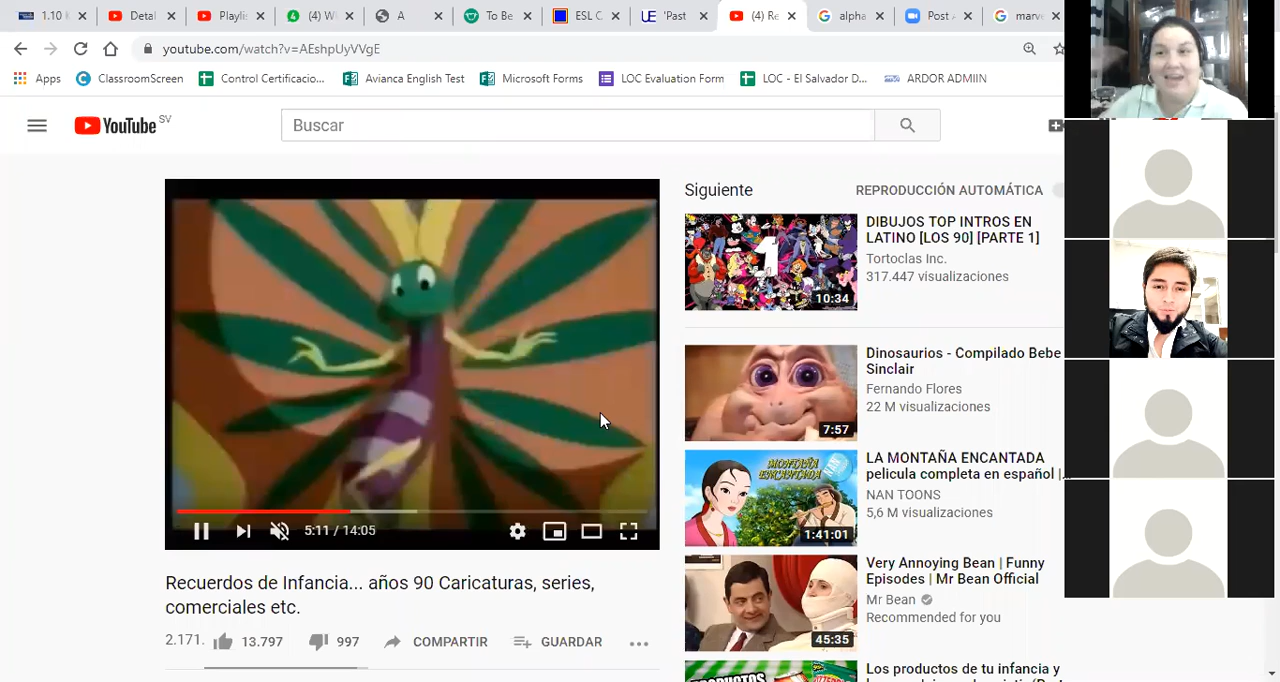 1.10
Detal
Playlis
(4) W
A
To Be
ESL C
'Past
(4) Re
alpha
Post A
marve
youtube.com/watch?v=AEshpUyVVgE
Apps
ClassroomScreen
Control Certificacio...
Avianca English Test
Microsoft Forms
LOC Evaluation Form
LOC - El Salvador D...
ARDOR ADMIIN
YouTube SV
Buscar
Siguiente
REPRODUCCIÓN AUTOMÁTICA
DIBUJOS TOP INTROS EN
LATINO [LOS 90] [PARTE 1]
Tortoclas Inc.
317.447 visualizaciones
10:34
Dinosaurios - Compilado Bebe
Sinclair
Fernando Flores
22 M visualizaciones
7:57
LA MONTAÑA ENCANTADA
pelicula completa en español |...
NAN TOONS
5,6 M visualizaciones
MONTAÑA
ENCANTADA
NAN
1:41:01
Very Annoying Bean | Funny
Episodes | Mr Bean Official
Mr Bean
Recommended for you
45:35
Los productos de tu infancia y
PRODUCTOS
5:11 / 14:05
Recuerdos de Infancia... años 90 Caricaturas, series,
comerciales etc.
2.171.
13.797
997
COMPARTIR
GUARDAR